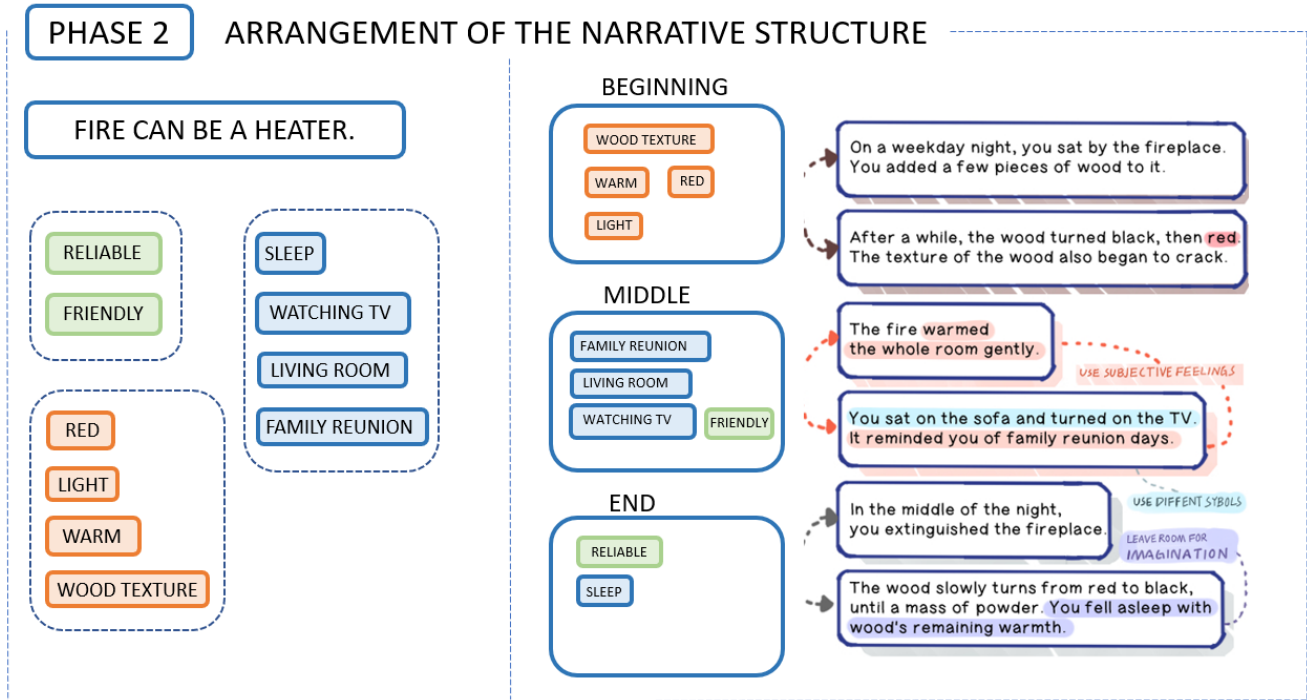 PHASE 2
ARRANGEMENT OF THE NARRATIVE STRUCTURE
FIRE CAN BE A HEATER.
RELIABLE
FRIENDLY
SLEEP
WATCHING TV
LIVING ROOM
FAMILY REUNION
RED
LIGHT
WARM
WOOD TEXTURE
BEGINNING
WOOD TEXTURE
WARM
RED
LIGHT
On a weekday night, you sat by the fireplace.
You added a few pieces of wood to it.
After a while, the wood turned black, then red.
The texture of the wood also began to crack.
MIDDLE
FAMILY REUNION
LIVING ROOM
WATCHING TV
FRIENDLY
The fire warmed
the whole room gently.
USE SUBJECTIVE FEELINGS
You sat on the sofa and turned on the TV.
It reminded you of family reunion days.
USE DIFFENT SYBOLS
END
RELIABLE
SLEEP
In the middle of the night,
you extinguished the fireplace.
LEAVE ROOM FOR
IMAGINATION
The wood slowly turns from red to black,
until a mass of powder. You fell asleep with
wood's remaining warmth.